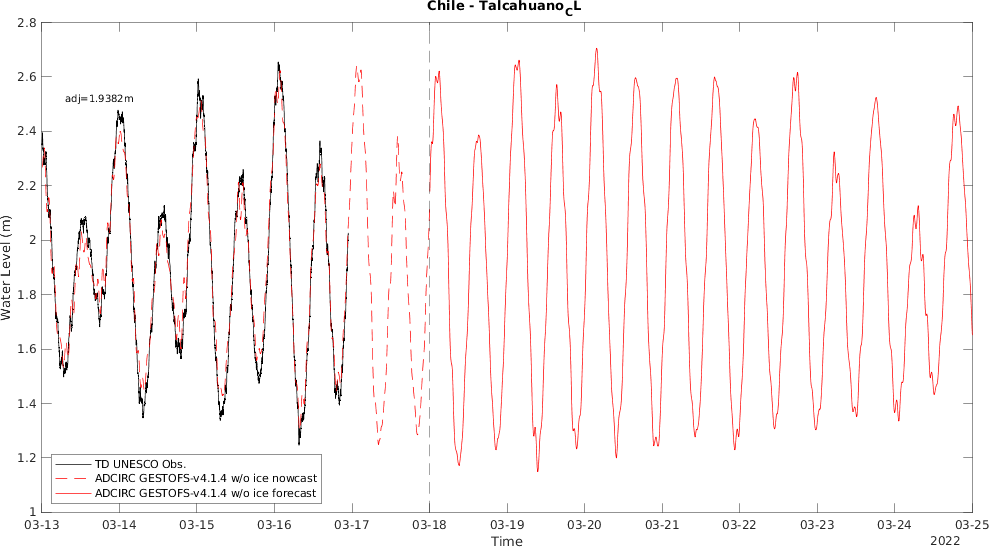 Chile - Talcahuano_CL
2.8
2.6
adj=1.9382m
2.4
2.2
2
1.8
1.6
1.4
1.2
1
Water Level (m)
TD UNESCO Obs.
ADCIRC GESTOFS-v4.1.4 w/o ice nowcast
ADCIRC GESTOFS-v4.1.4 w/o ice forecast
03-13 03-14 03-15 03-16 03-17 03-18 03-19 03-20 03-21 03-22 03-23 03-24 03-25
Time
2022